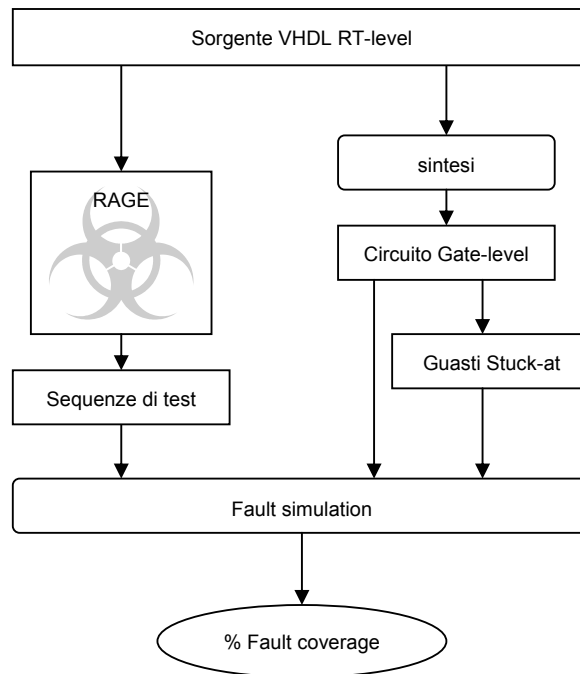 Sorgente VHDL RT-level
sintesi
RAGE
Circuito Gate-level
Guasti Stuck-at
Sequenze di test
Fault simulation
% Fault coverage